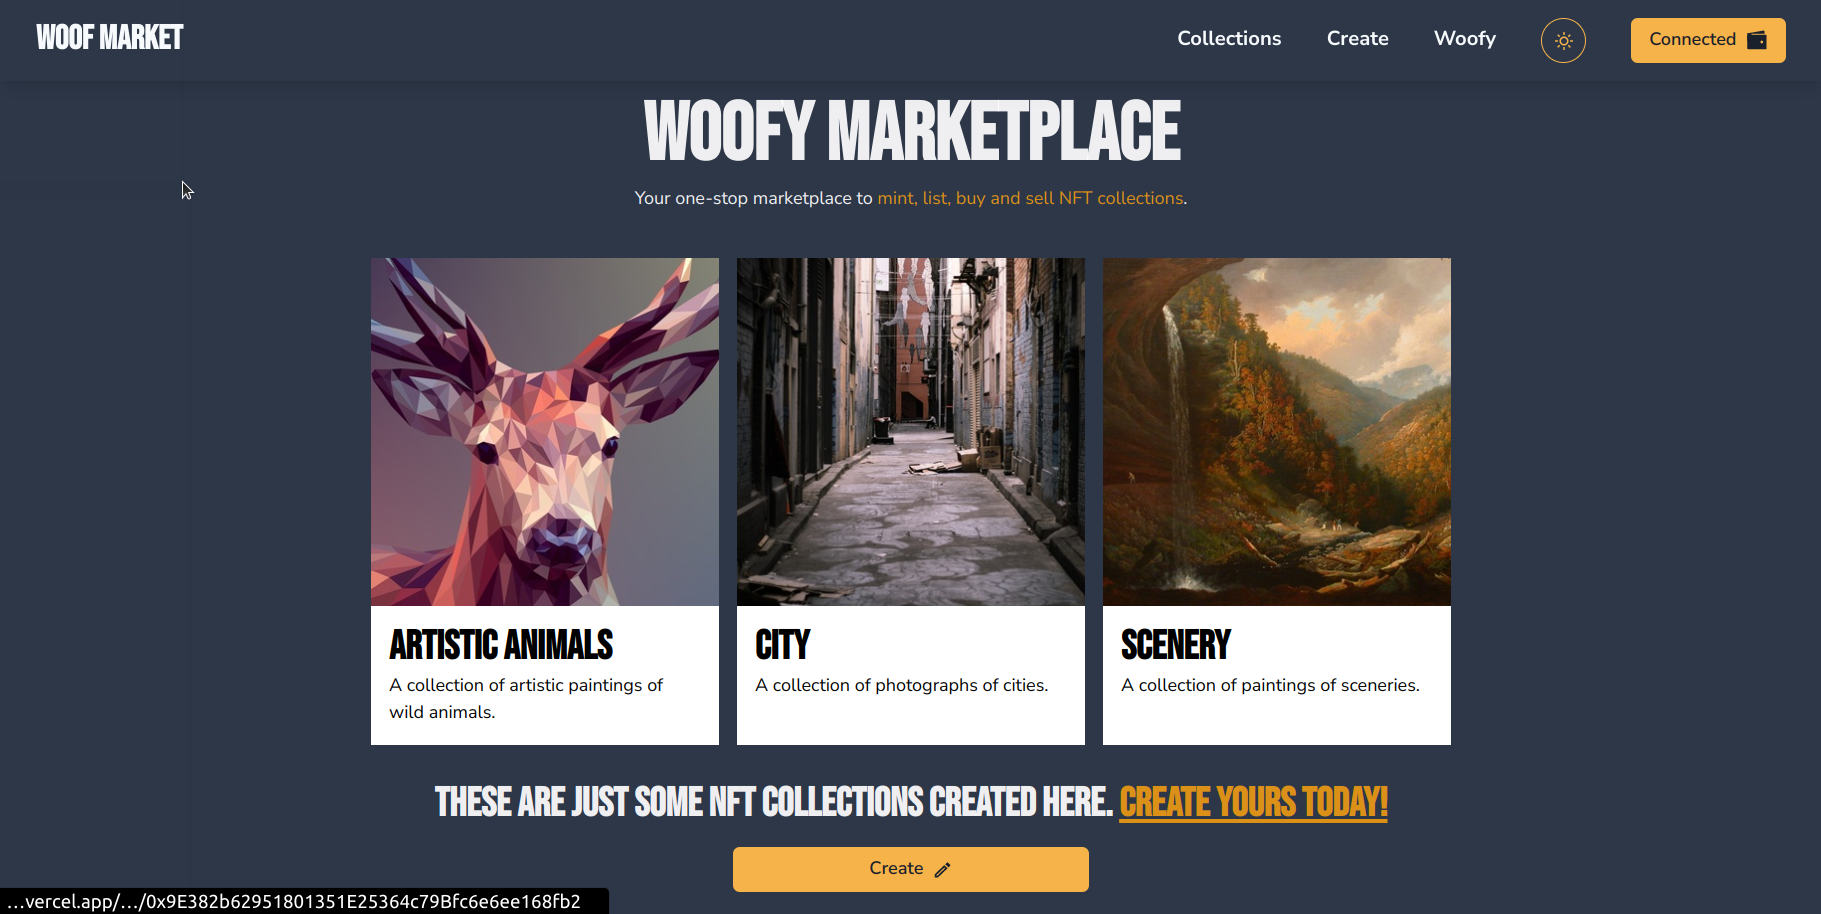 WOOF MARKET
Collections
Create
Woofy
Connected
WOOFY MARKETPLACE
Your one-stop marketplace to mint, list, buy and sell NFT collections.
ARTISTIC ANIMALS
A collection of artistic paintings of
wild animals.
CITY
A collection of photographs of cities.
SCENERY
A collection of paintings of sceneries.
THESE ARE JUST SOME NFT COLLECTIONS CREATED HERE. CREATE YOURS TODAY!
Create
...vercel.app/.../0x9E382b62951801351E25364c79Bfc6e6ee168fb2